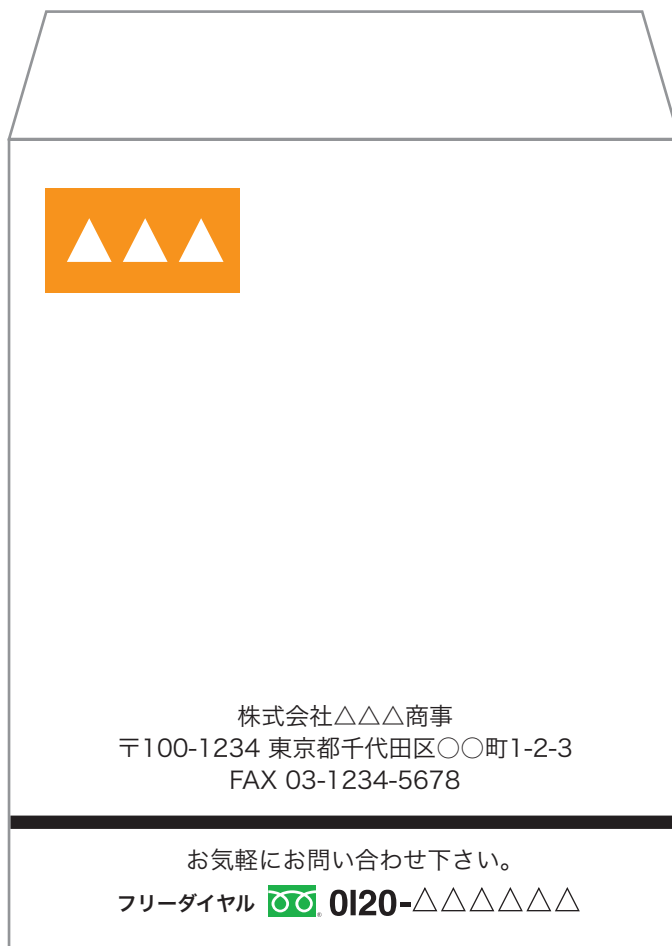 △△△
株式会社△△△商事
〒100-1234 東京都千代田区○○町1-2-3
FAX 03-1234-5678
お気軽にお問い合わせ下さい。
フリーダイヤル 0120-△△△△△△